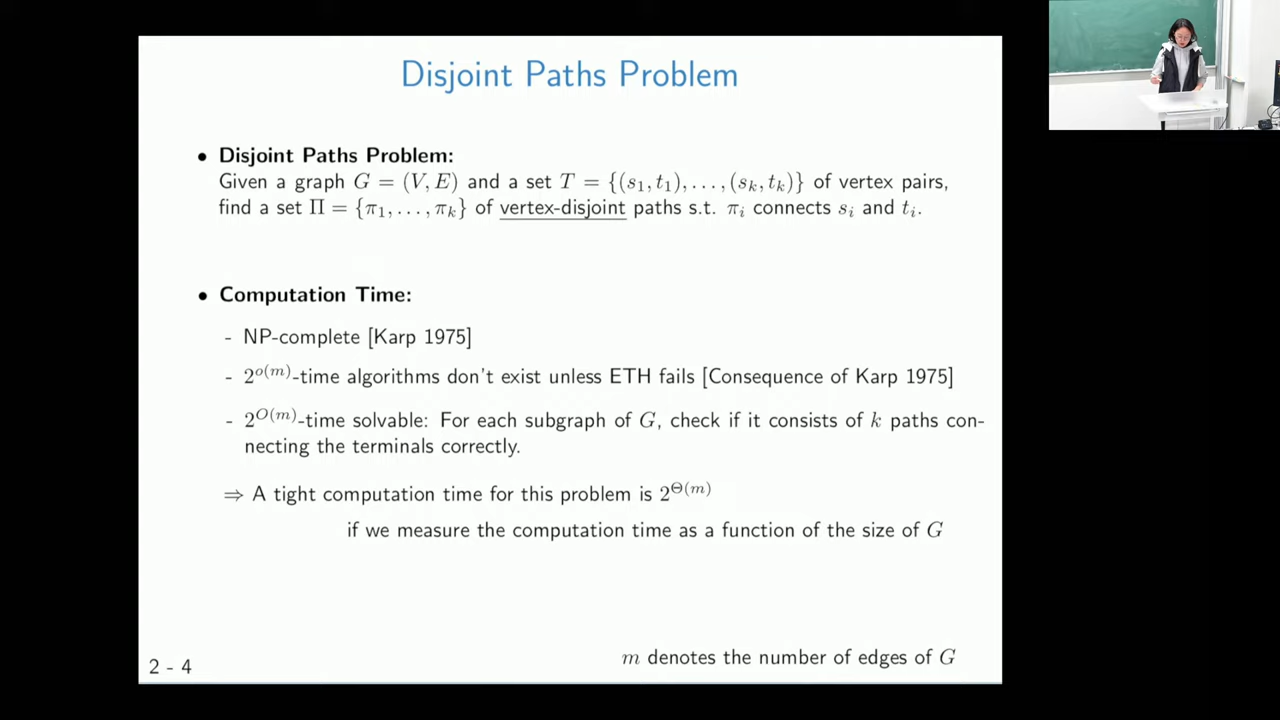 Disjoint Paths Problem
• Disjoint Paths Problem:
Given a graph G = (V, E) and a set T = {(s₁, t₁), . . . , (sₖ, tₖ)} of vertex pairs,
find a set Π = {π₁, . . . , πₖ} of vertex-disjoint paths s.t. πᵢ connects sᵢ and tᵢ.
• Computation Time:
- NP-complete [Karp 1975]
- 2^{o(m)}-time algorithms don't exist unless ETH fails [Consequence of Karp 1975]
- 2^{O(m)}-time solvable: For each subgraph of G, check if it consists of k paths con-
necting the terminals correctly.
⇒ A tight computation time for this problem is 2^{Θ(m)}
if we measure the computation time as a function of the size of G
m denotes the number of edges of G
2 - 4